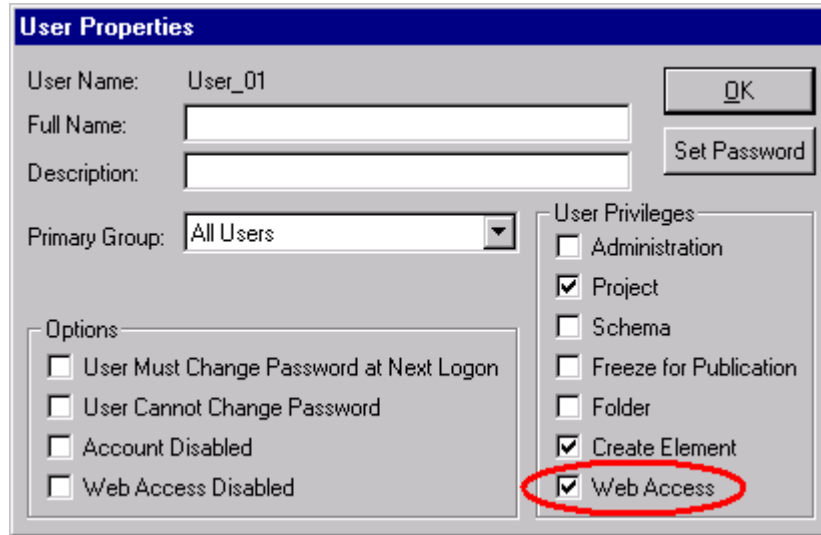 User Properties
User Name: User_01
OK
Full Name:
Set Password
Description:
Primary Group: All Users
User Privileges
Administration
Project
Schema
Freeze for Publication
Folder
Create Element
Web Access
Options
User Must Change Password at Next Logon
User Cannot Change Password
Account Disabled
Web Access Disabled